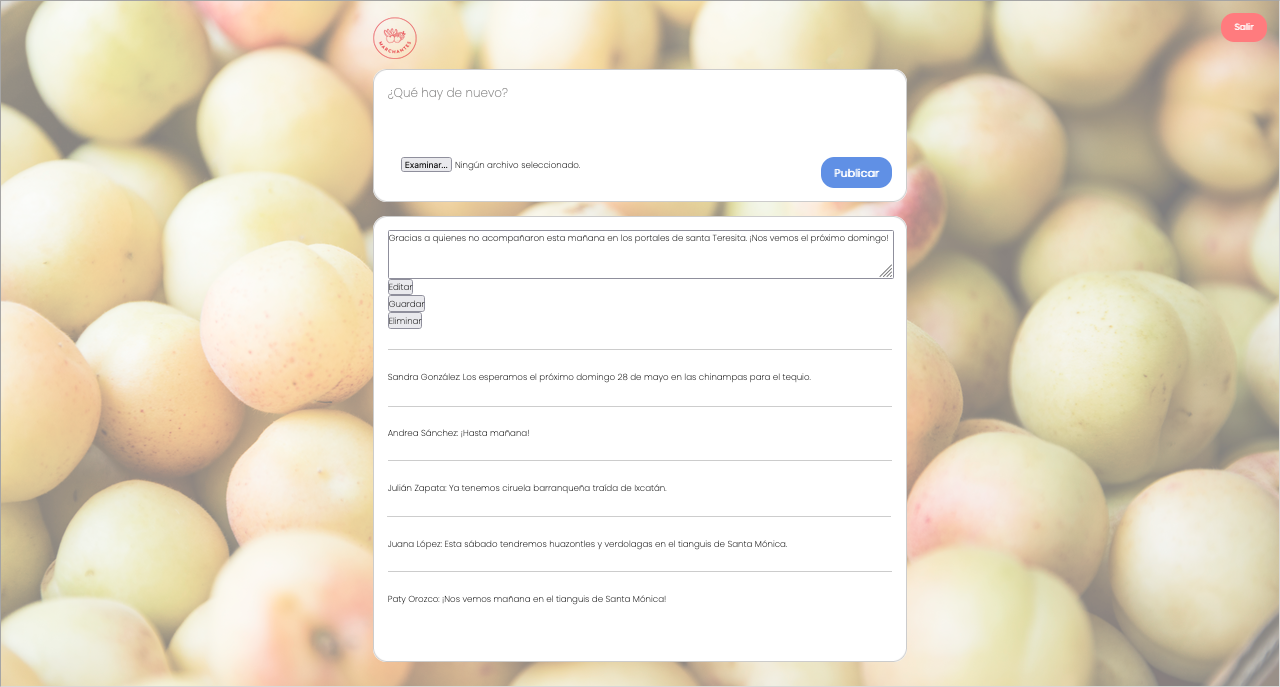 MARCHANTES
Salir
¿Qué hay de nuevo?
Examinar... Ningún archivo seleccionado.
Publicar
Gracias a quienes no acompañaron esta mañana en los portales de santa Teresita. ¡Nos vemos el próximo domingo!
Editar
Guardar
Eliminar
Sandra González: Los esperamos el próximo domingo 28 de mayo en las chinampas para el tequio.
Andrea Sánchez: ¡Hasta mañana!
Julián Zapata: Ya tenemos ciruela barranqueña traída de Ixcatán.
Juana López: Esta sábado tendremos huazontles y verdolagas en el tianguis de Santa Mónica.
Paty Orozco: ¡Nos vemos mañana en el tianguis de Santa Mónica!